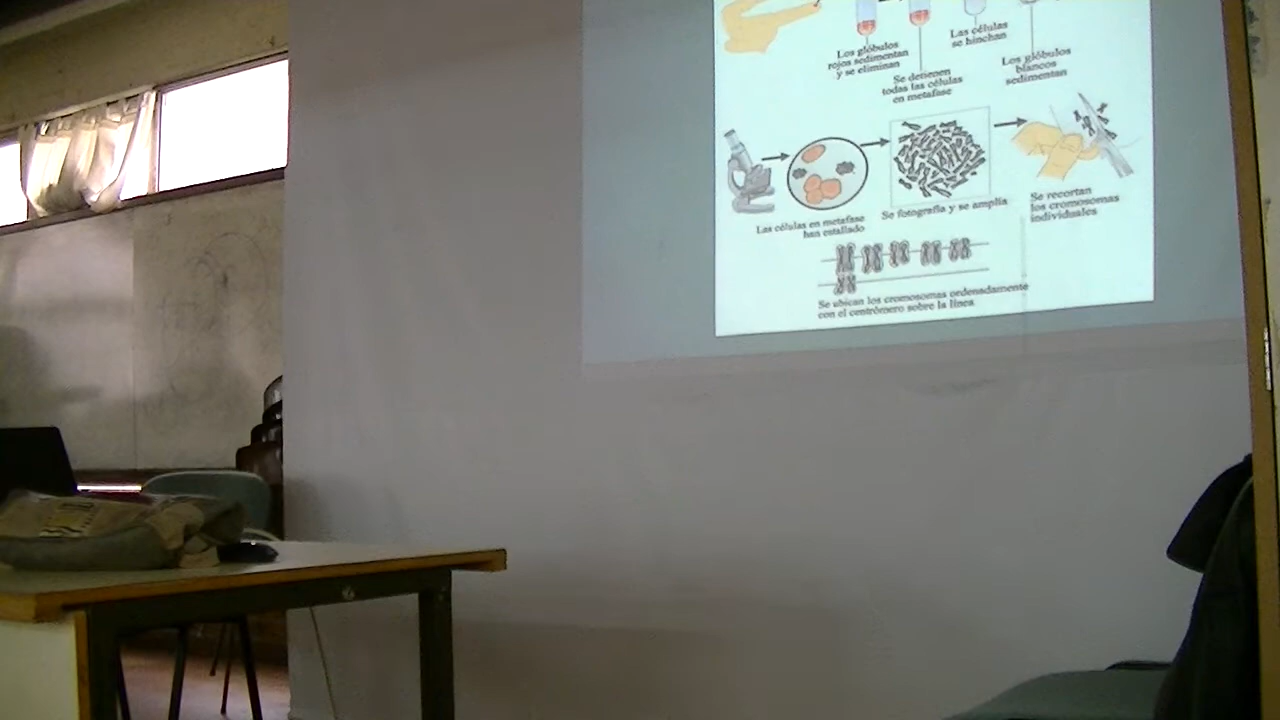 Los glóbulos
rojos sedimentan
y se eliminan
Se detienen
todas las células
en metafase
Las células
se hinchan
Los glóbulos
blancos
sedimentan
Las células en metafase
han estallado
Se fotografía y se amplía
Se recortan
los cromosomas
individuales
Se ubican los cromosomas ordenadamente
con el centrómero sobre la línea